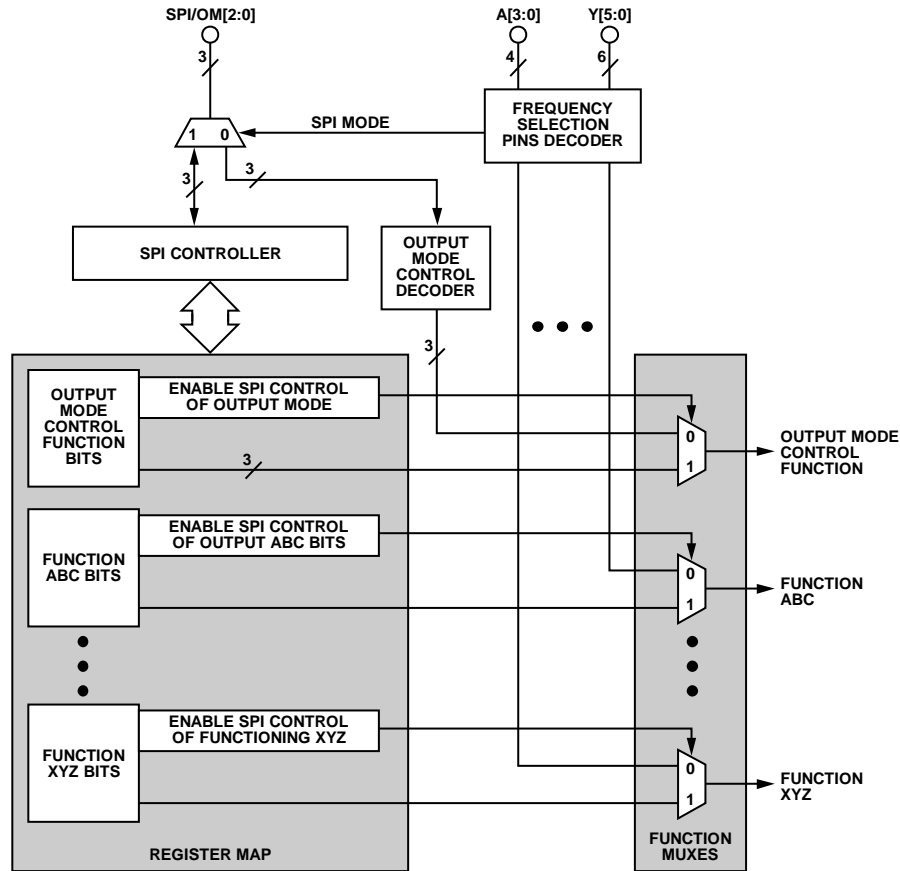 SPI/OM[2:0]
A[3:0]
Y[5:0]
3
4
6
1 0
SPI MODE
FREQUENCY
SELECTION
PINS DECODER
3
3
SPI CONTROLLER
OUTPUT
MODE
CONTROL
DECODER
3
OUTPUT
MODE
CONTROL
FUNCTION
BITS
ENABLE SPI CONTROL
OF OUTPUT MODE
3
0
1
OUTPUT MODE
CONTROL
FUNCTION
FUNCTION
ABC BITS
ENABLE SPI CONTROL
OF OUTPUT ABC BITS
0
1
FUNCTION
ABC
FUNCTION
XYZ BITS
ENABLE SPI CONTROL
OF FUNCTIONING XYZ
0
1
FUNCTION
XYZ
REGISTER MAP
FUNCTION
MUXES